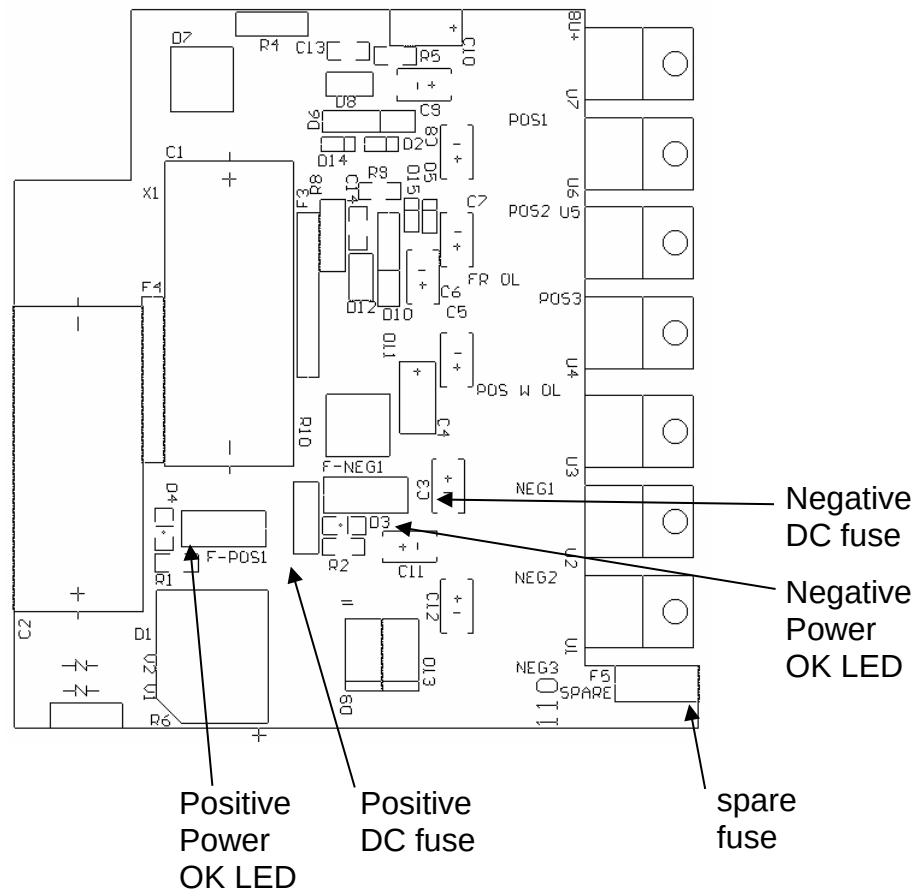 BU+
D7
R4
C13
C10
R5
U8
C9
U7
D6
POS1
C8
D14
D2
C1
D5
X1
R9
D15
U6
R8
C14
C7
POS2 U5
F3
FR OL
F4
C6
POS3
D12
D10
C5
D11
U4
POS W OL
R10
C4
F-NEG1
U3
C3
NEG1
Negative
DC fuse
D4
D3
F-POS1
R2
C11
U2
R1
NEG2
Negative
Power
OK LED
C12
C2
D1
U1
V2
V1
NEG3
F5
SPARE
D13
D9
110
R6
Positive
Power
OK LED
Positive
DC fuse
spare
fuse